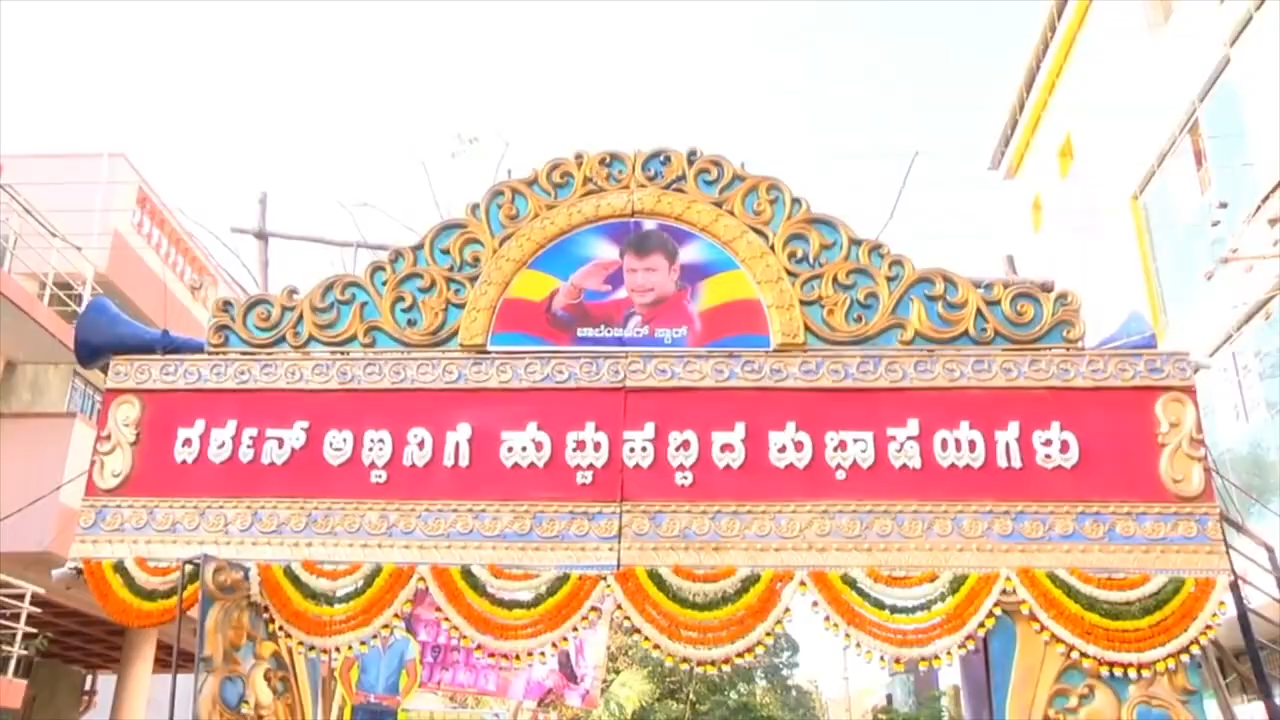 ಚಾಲೆಂಜಿಂಗ್ ಸ್ಟಾರ್
ದರ್ಶನ್ ಅಣ್ಣನಿಗೆ ಹುಟ್ಟುಹಬ್ಬದ ಶುಭಾಷಯಗಳು